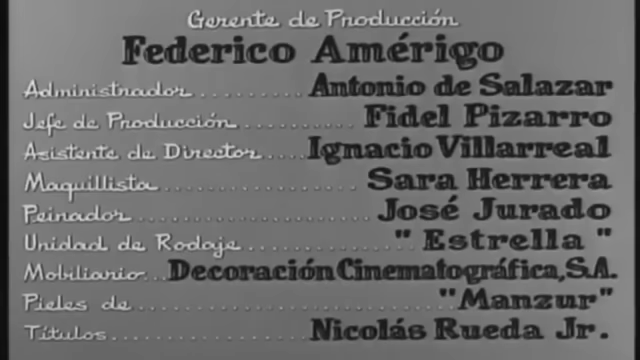 Gerente de Producción
Federico Amérigo
Administrador.......... Antonio de Salazar
Jefe de Producción.......... Fidel Pizarro
Asistente de Director.... Ignacio Villarreal
Maquillista.............. Sara Herrera
Peinador................ José Jurado
Unidad de Rodaje........... " Estrella "
Mobiliario... Decoración Cinematográfica, S.A.
Pieles de.................... "Manzur"
Títulos................ Nicolás Rueda Jr.